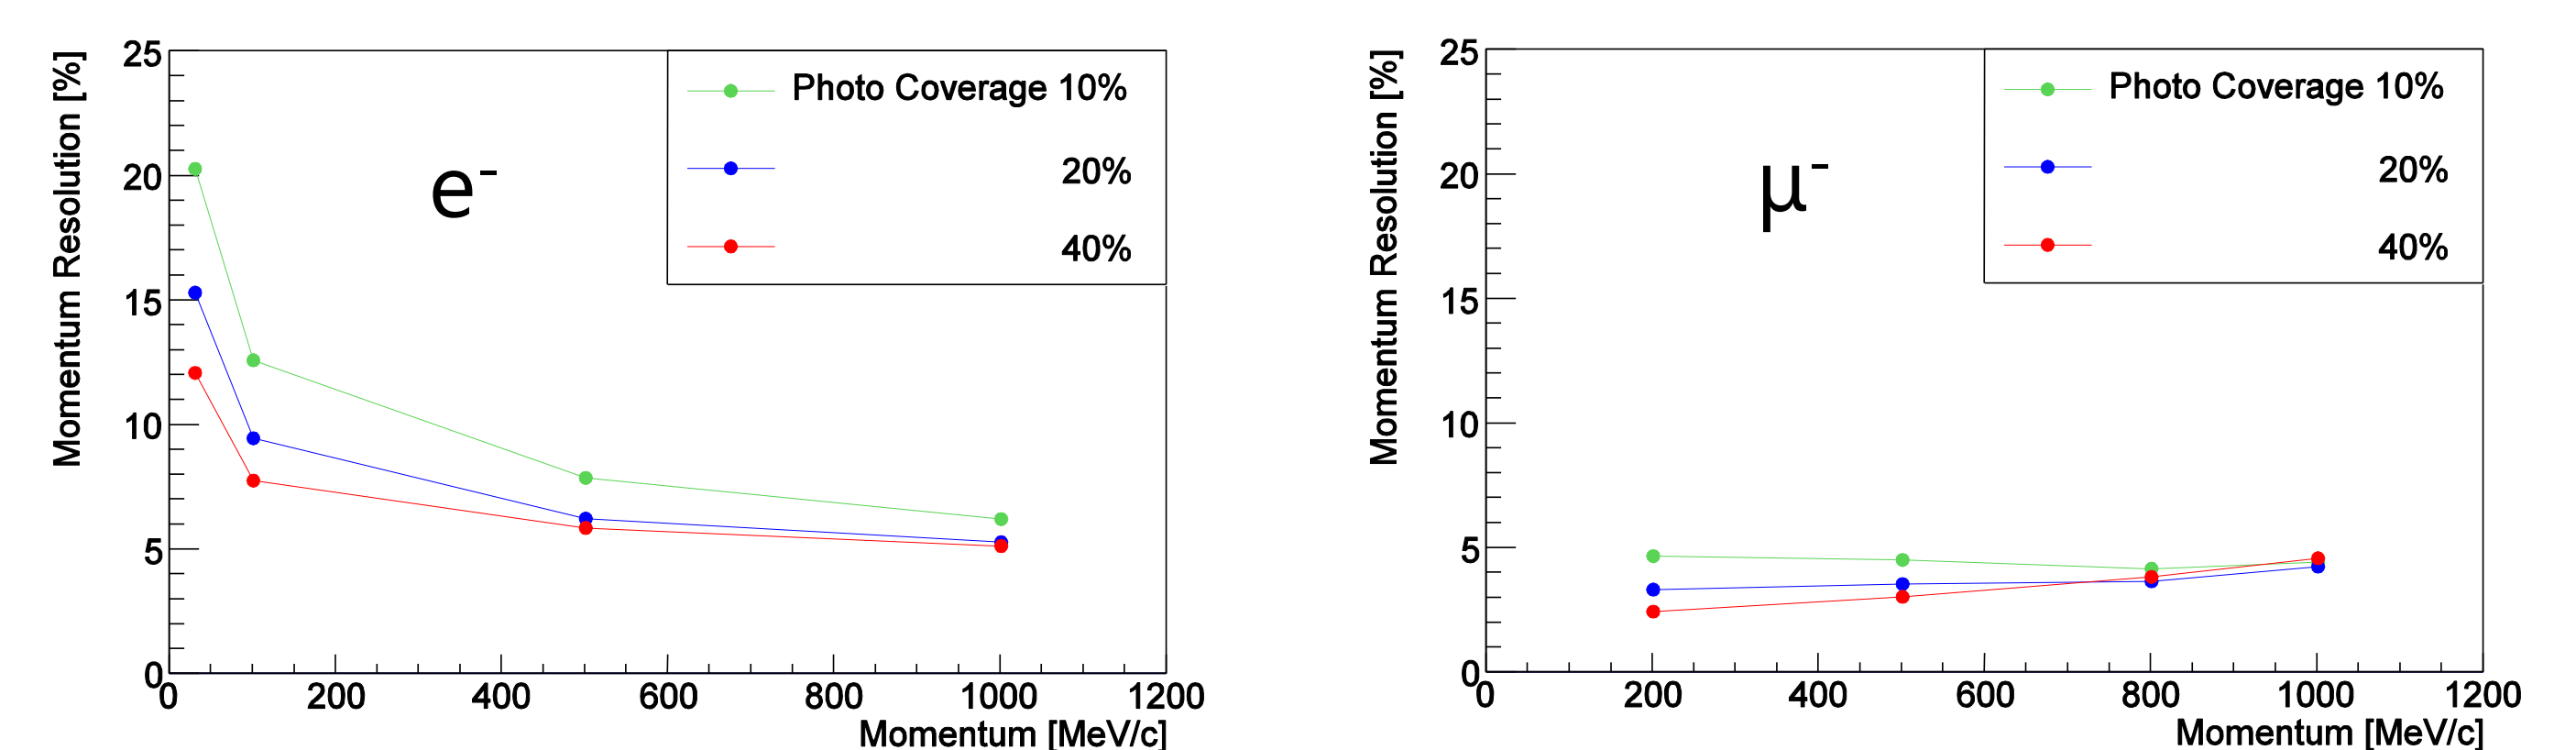 Momentum Resolution [%]
25
20
15
10
5
0
0 200 400 600 800 1000 1200
Momentum [MeV/c]
e-
Photo Coverage 10%
20%
40%
Momentum Resolution [%]
25
20
15
10
5
0
0 200 400 600 800 1000 1200
Momentum [MeV/c]
μ-
Photo Coverage 10%
20%
40%